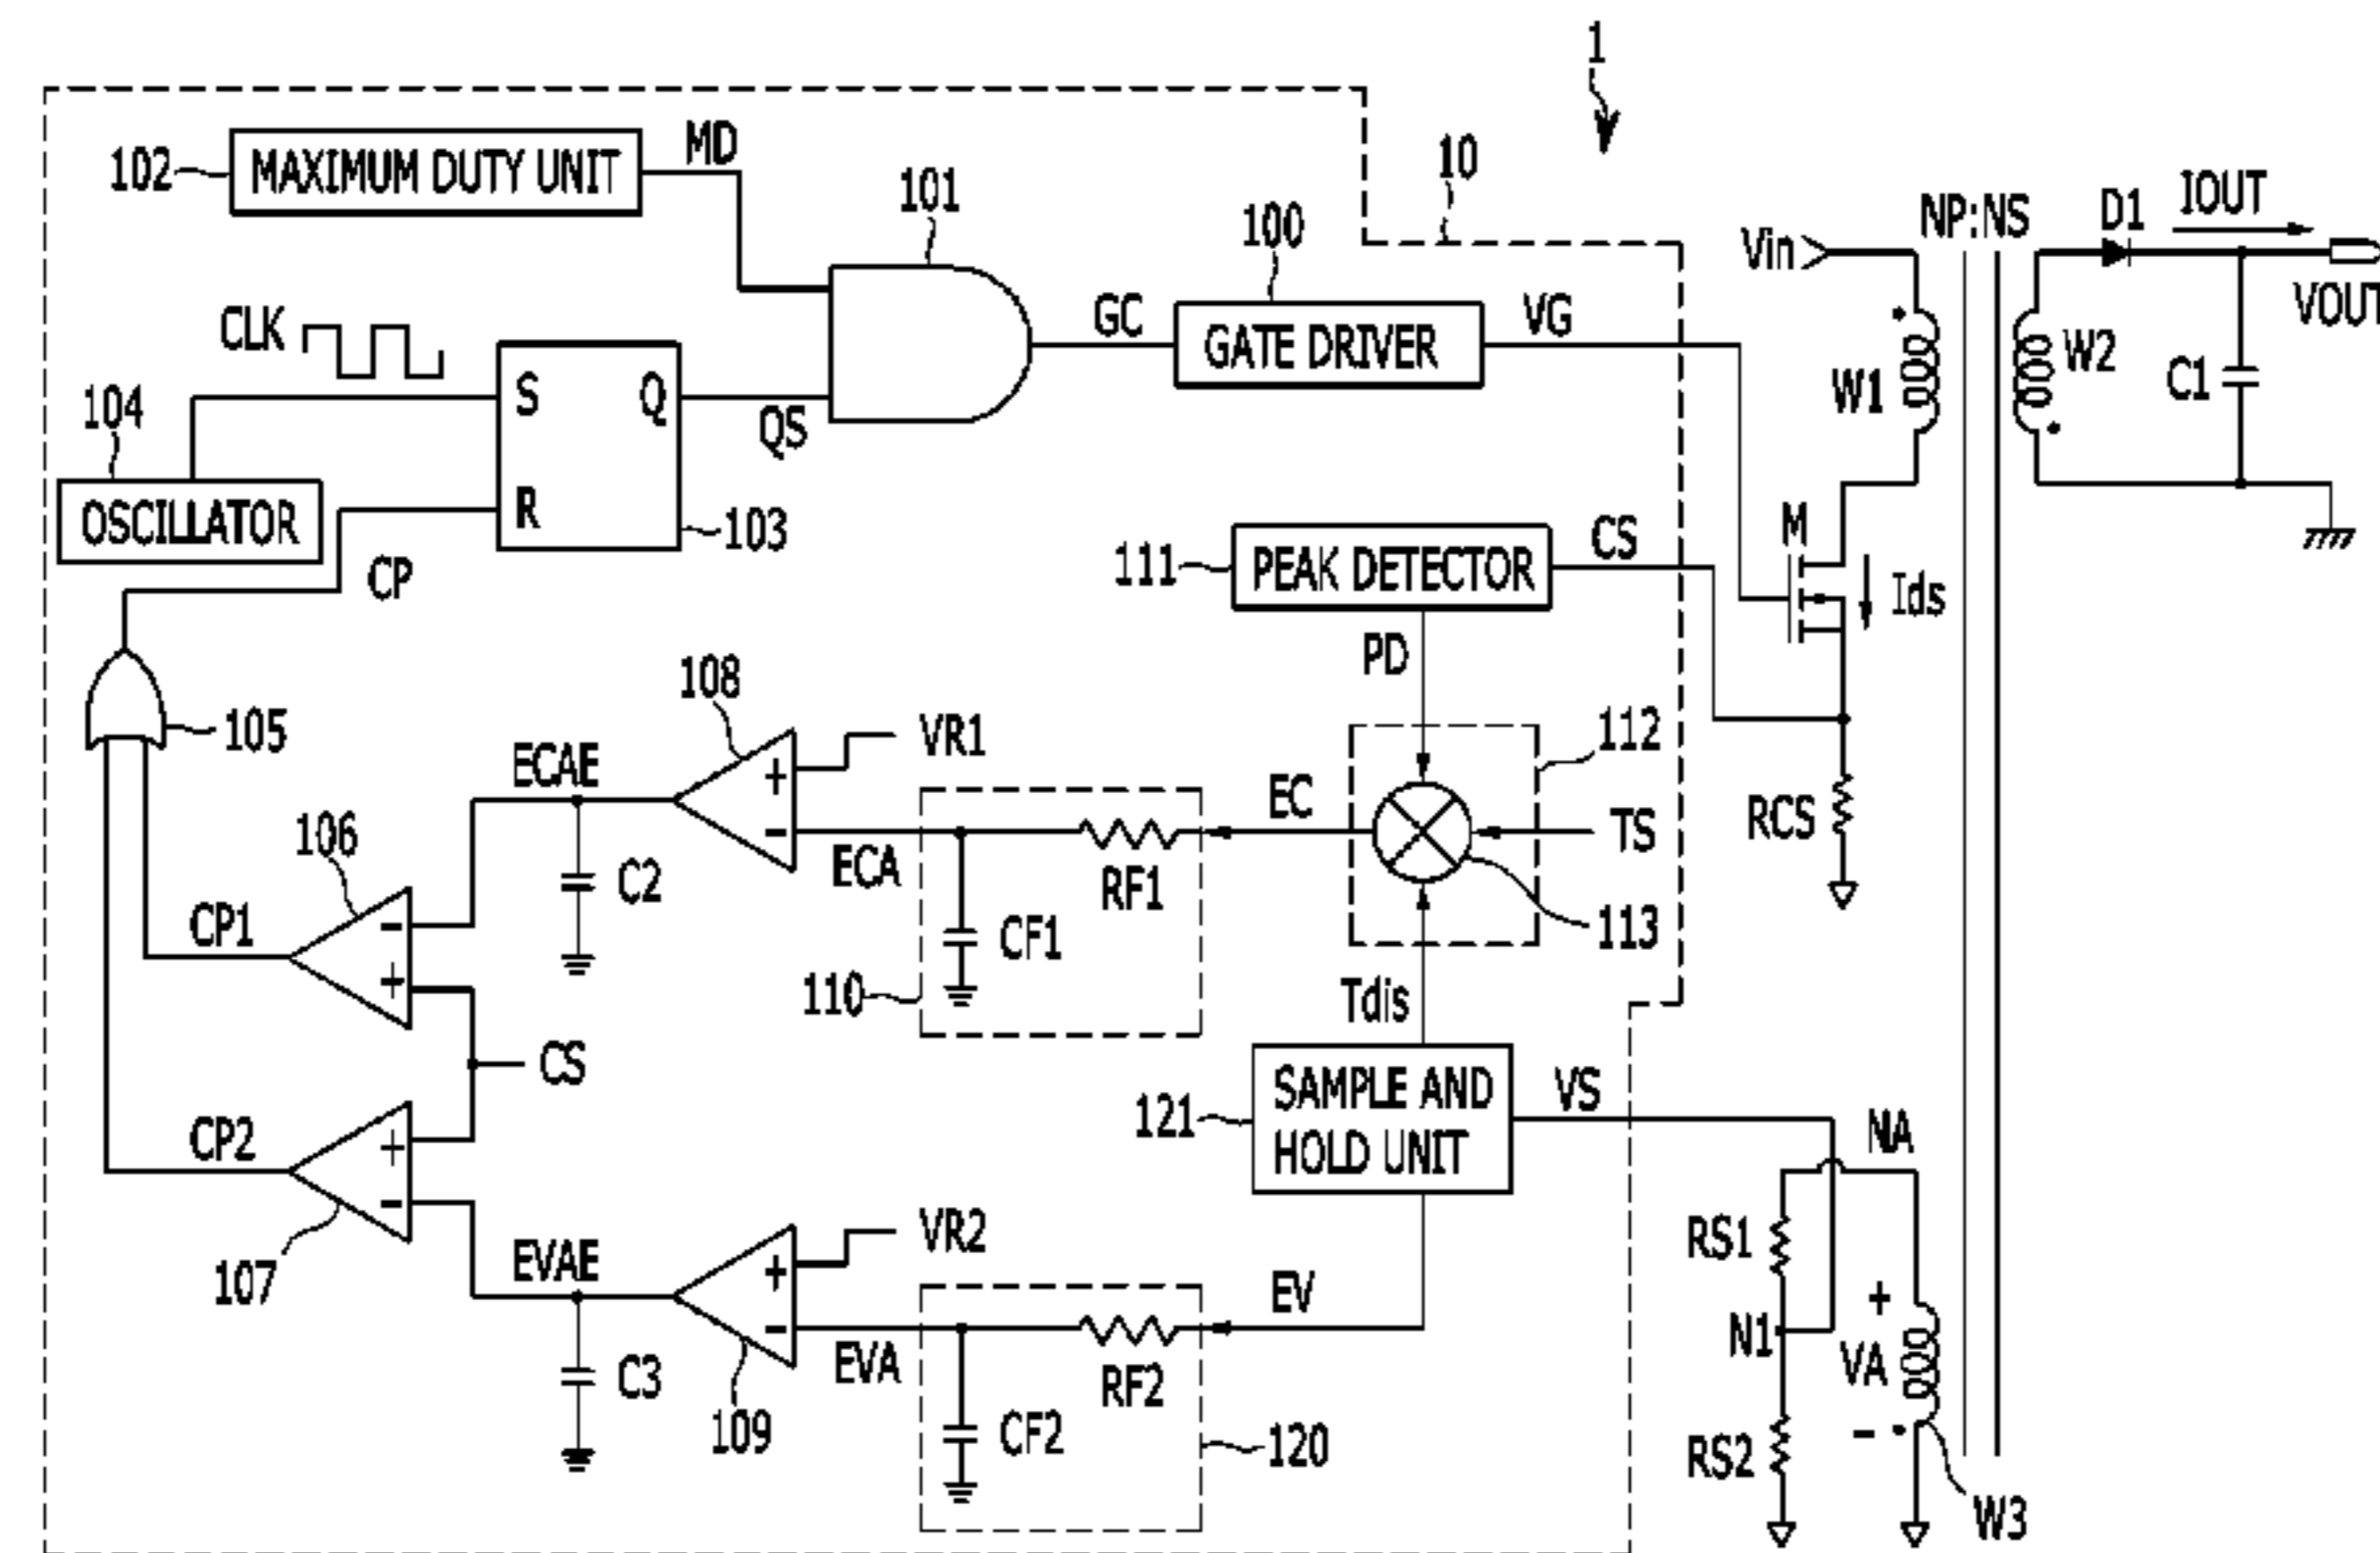 1
102
MAXIMUM DUTY UNIT
MD
10
101
100
NP:NS
D1
IOUT
Vin
VOUT
CLK
GC
GATE DRIVER
VG
W1
W2
C1
S
Q
QS
104
OSCILLATOR
R
103
CP
111
PEAK DETECTOR
CS
M
Ids
PD
108
105
VR1
112
ECAE
EC
TS
RCS
106
ECA
RF1
C2
CF1
113
CP1
-
+
+
-
110
Tdis
CS
121
SAMPLE AND
HOLD UNIT
VS
NA
CP2
+
-
VR2
RS1
107
EVAE
EV
+
-
N1
+
VA
-
EVA
RF2
C3
109
CF2
120
RS2
W3